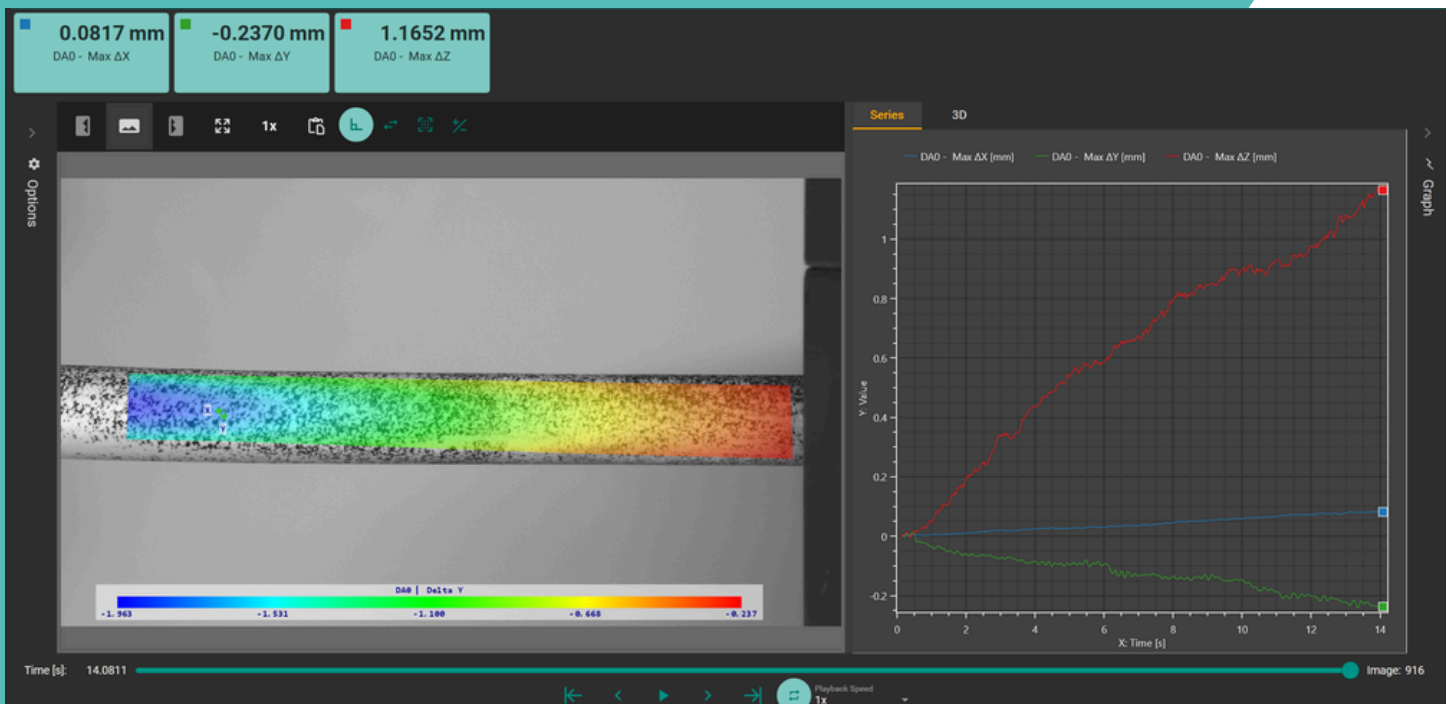 0.0817 mm
DA0 - Max ΔX
-0.2370 mm
DA0 - Max ΔY
1.1652 mm
DA0 - Max ΔZ
1x
Options
X
Y
DA0 | Delta Y
-1.963 -1.531 -1.100 -0.668 -0.237
Series 3D
DA0 - Max ΔX [mm] DA0 - Max ΔY [mm] DA0 - Max ΔZ [mm]
Y: Value
1
0.8
0.6
0.4
0.2
0
-0.2
0 2 4 6 8 10 12 14
X: Time [s]
Graph
Time [s]: 14.0811
Image: 916
Playback Speed
1x